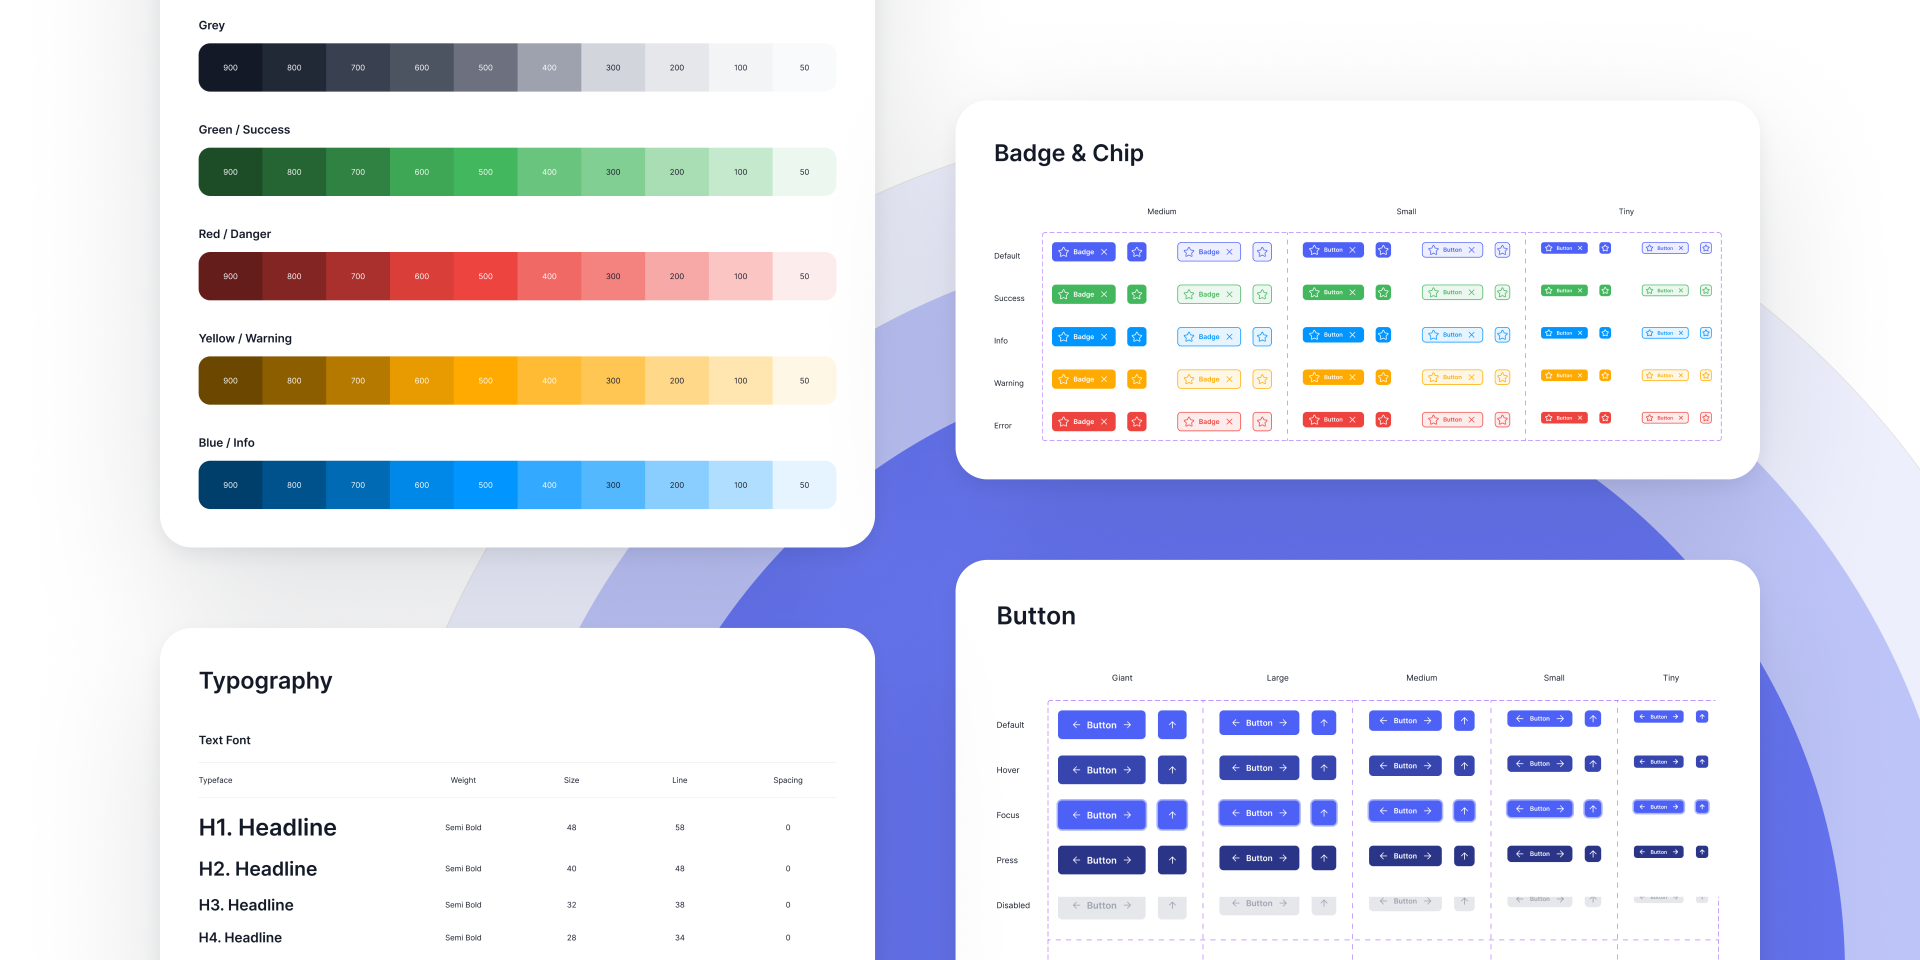 Grey
900 800 700 600 500 400 300 200 100 50
Green / Success
900 800 700 600 500 400 300 200 100 50
Red / Danger
900 800 700 600 500 400 300 200 100 50
Yellow / Warning
900 800 700 600 500 400 300 200 100 50
Blue / Info
900 800 700 600 500 400 300 200 100 50
Typography
Text Font
Typeface Weight Size Line Spacing
H1. Headline Semi Bold 48 58 0
H2. Headline Semi Bold 40 48 0
H3. Headline Semi Bold 32 38 0
H4. Headline Semi Bold 28 34 0
Badge & Chip
Medium Small Tiny
Default Badge Badge Button Button Button Button
Success Badge Badge Button Button Button Button
Info Badge Badge Button Button Button Button
Warning Badge Badge Button Button Button Button
Error Badge Badge Button Button Button Button
Button
Giant Large Medium Small Tiny
Default Button Button Button Button Button
Hover Button Button Button Button Button
Focus Button Button Button Button Button
Press Button Button Button Button Button
Disabled Button Button Button Button Button